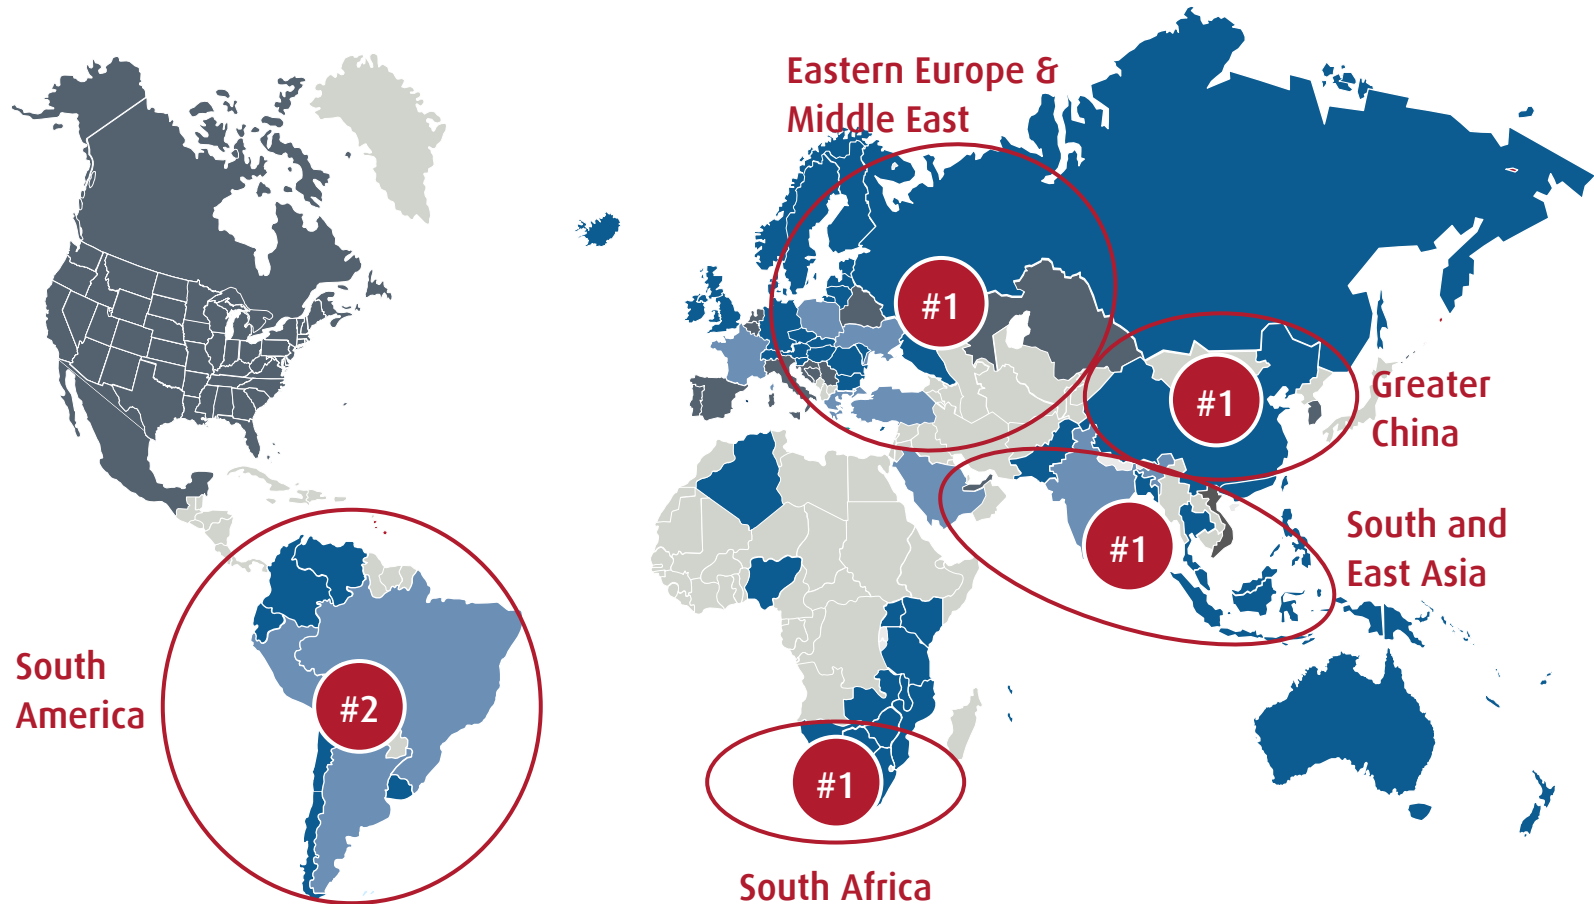 Eastern Europe &
Middle East
#1
#1
Greater
China
#1
South and
East Asia
South
America
#2
#1
South Africa